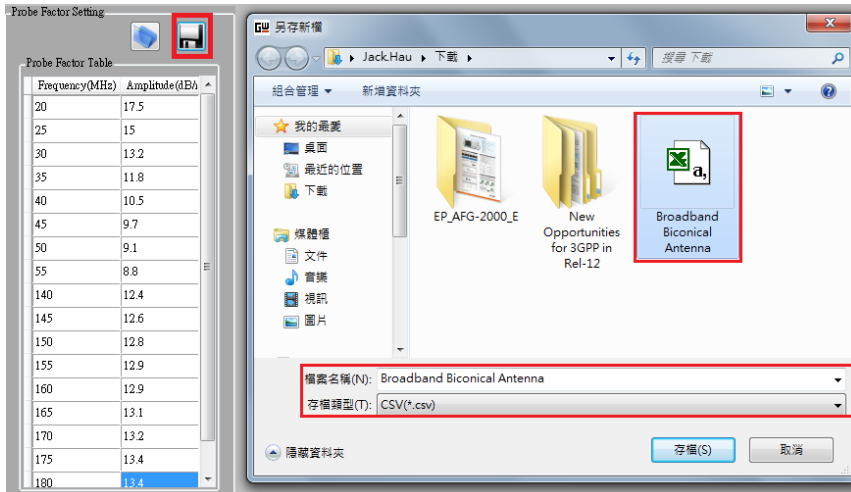 Probe Factor Setting
Probe Factor Table
Frequency(MHz) Amplitude(dB/
20 17.5
25 15
30 13.2
35 11.8
40 10.5
45 9.7
50 9.1
55 8.8
140 12.4
145 12.6
150 12.8
155 12.9
160 12.9
165 13.1
170 13.2
175 13.4
180 13.4
GW 另存新檔
Jack.Hau 下載
搜尋 下載
組合管理 新增資料夾
我的最愛
桌面
最近的位置
下載
媒體櫃
文件
音樂
視訊
圖片
EP_AFG-2000_E
New
Opportunities
for 3GPP in
Rel-12
a,
Broadband
Biconical
Antenna
檔案名稱(N): Broadband Biconical Antenna
存檔類型(T): CSV(*.csv)
隱藏資料夾
存檔(S) 取消